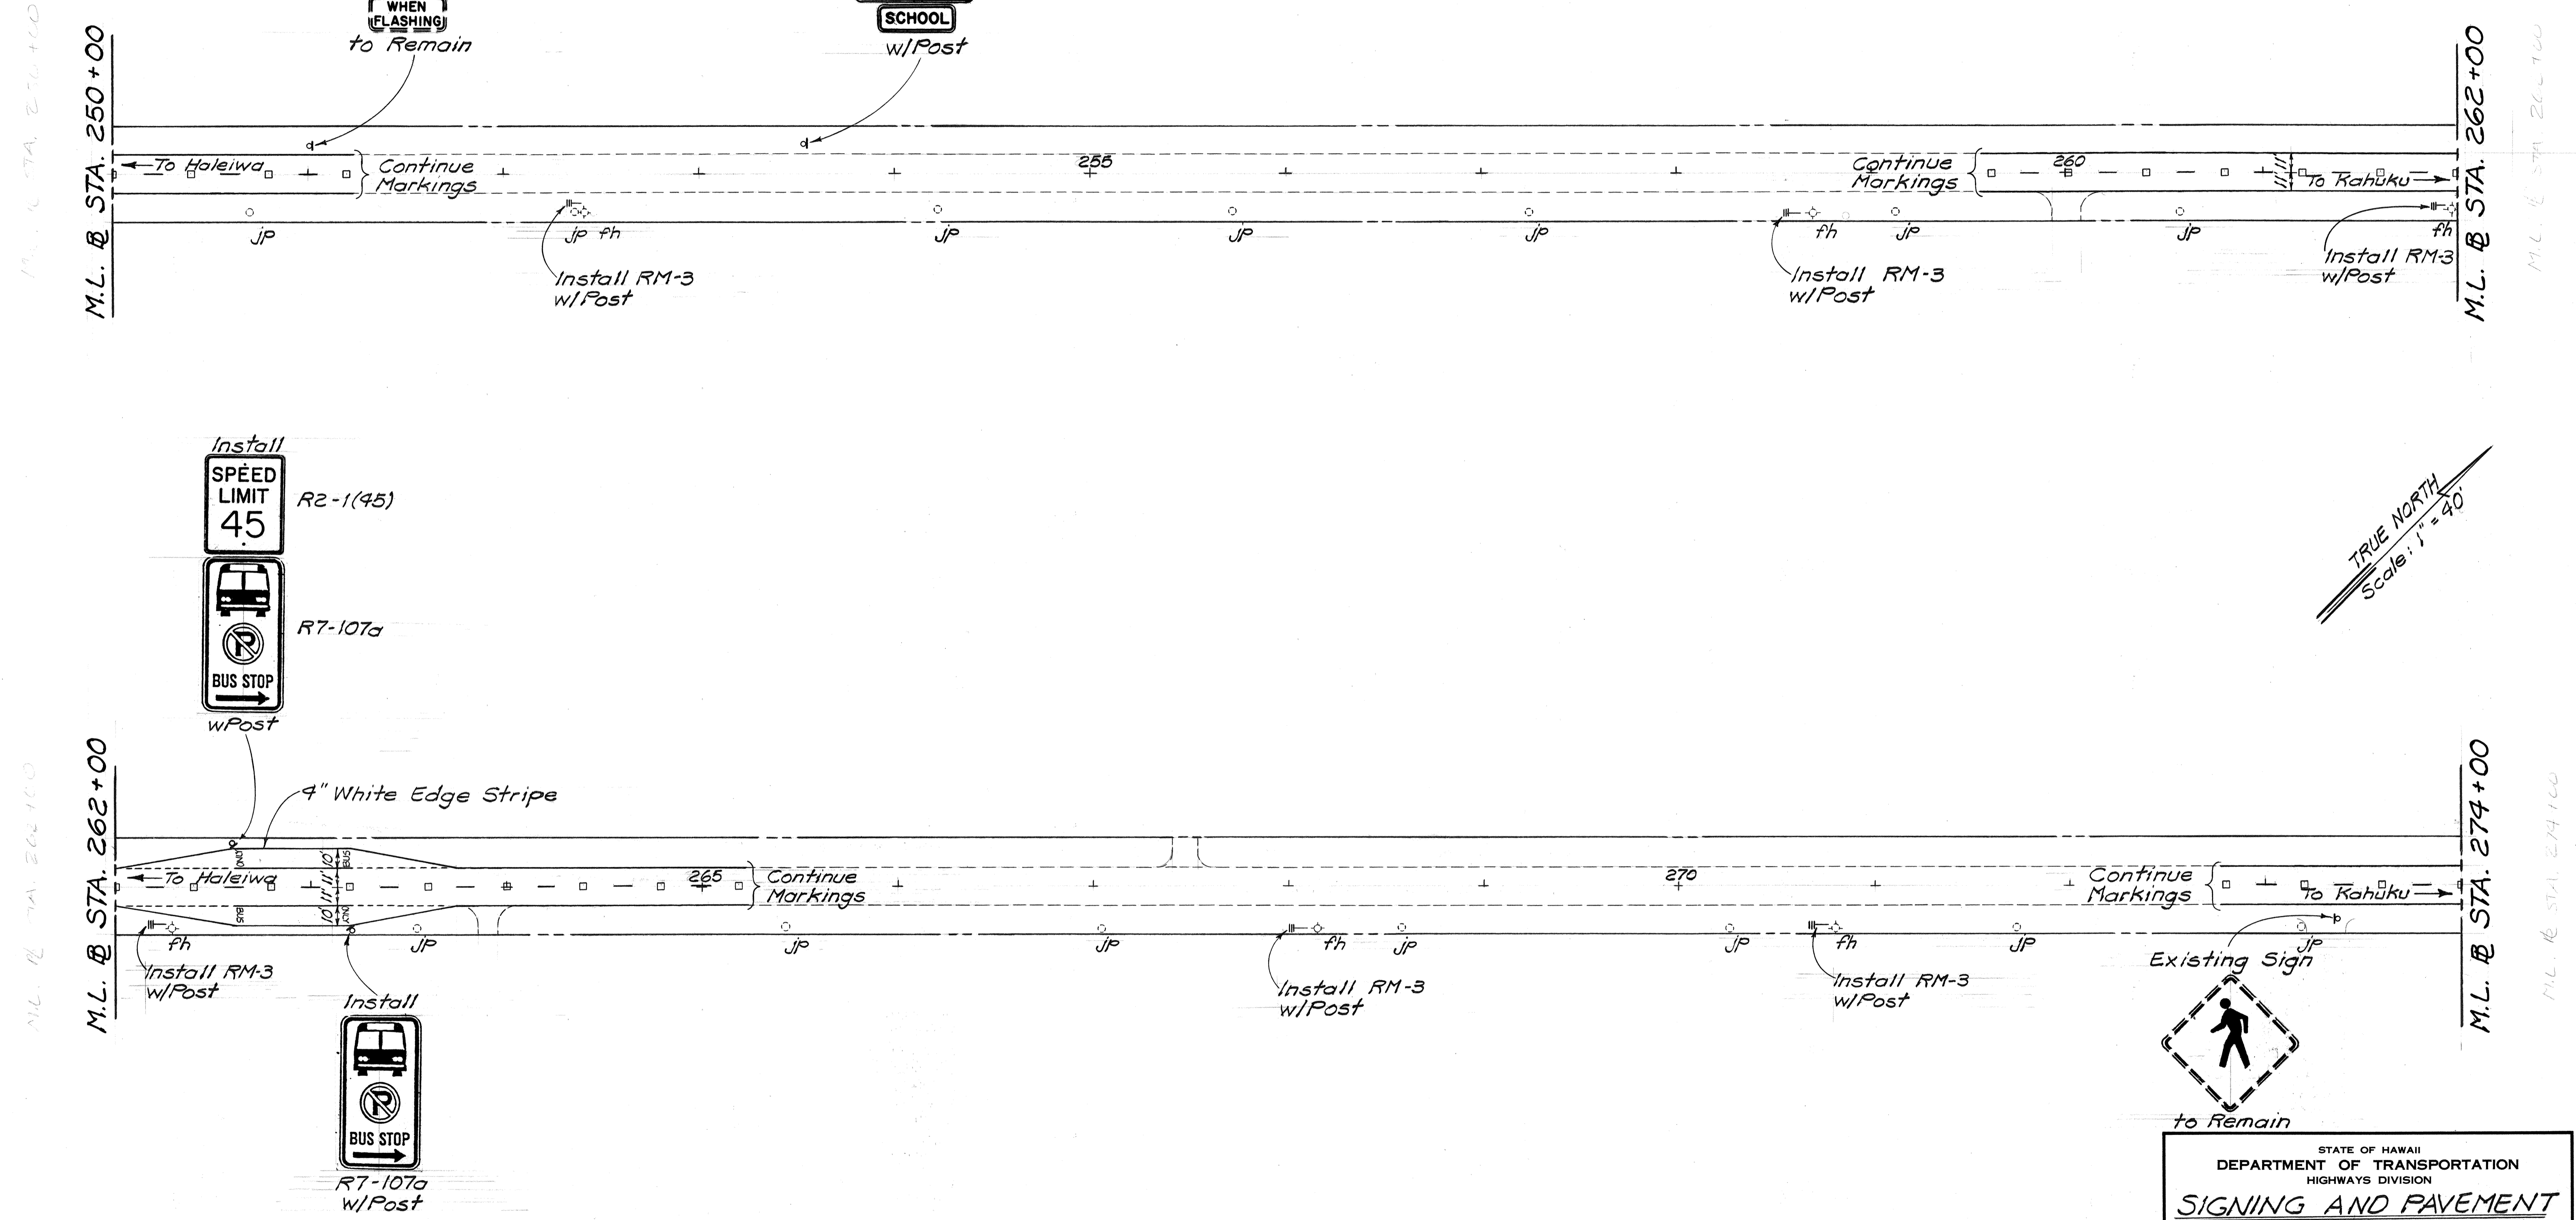 WHEN
FLASHING
to Remain
SCHOOL
w/Post
M.L. STA. 250+00
M.L. STA. 262+00
To Haleiwa
Continue
Markings
255
Continue
Markings
260
11' 11'
To Kahuku
jp
jp fh
jp
jp
jp
fh
jp
jp
fh
Install RM-3
w/Post
Install RM-3
w/Post
Install RM-3
w/Post
Install
SPEED
LIMIT
45
R2-1(45)
R7-107a
BUS STOP
wPost
TRUE NORTH
Scale: 1" = 40'
M.L. STA. 262+00
M.L. STA. 274+00
4" White Edge Stripe
ONLY
BUS
10' 11' 11' 10'
To Haleiwa
BUS
ONLY
265
Continue
Markings
270
Continue
Markings
To Kahuku
fh
jp
jp
jp
fh
jp
jp
fh
jp
jp
Install RM-3
w/Post
Install RM-3
w/Post
Install RM-3
w/Post
Existing Sign
to Remain
Install
BUS STOP
R7-107a
w/Post
STATE OF HAWAII
DEPARTMENT OF TRANSPORTATION
HIGHWAYS DIVISION
SIGNING AND PAVEMENT